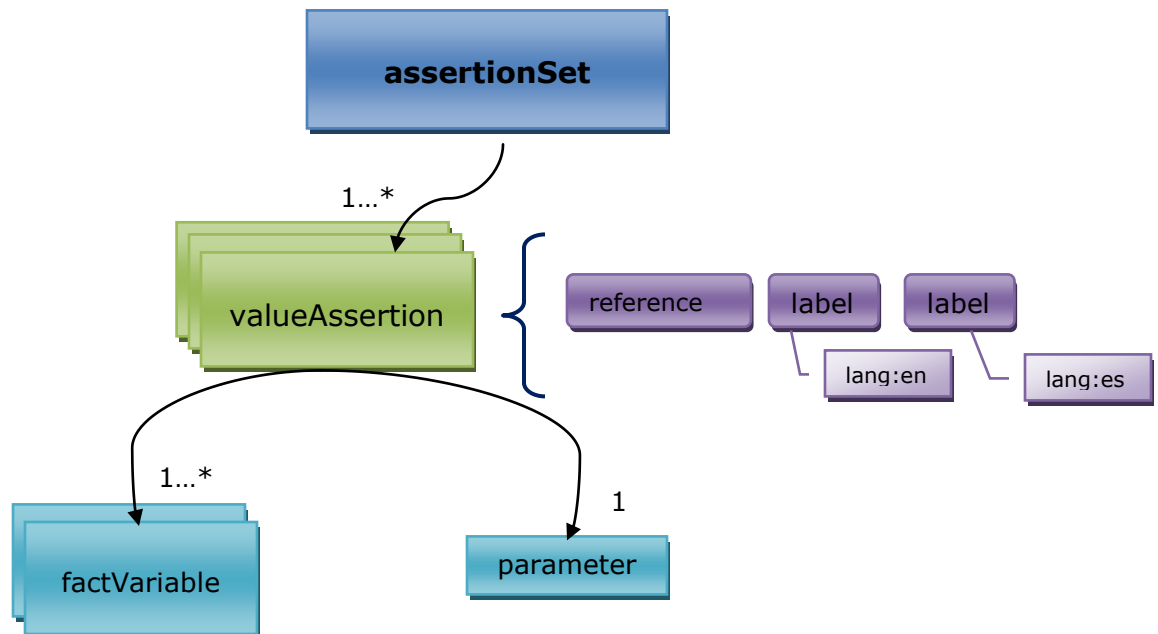 assertionSet
1...*
valueAssertion
reference
label
label
lang:en
lang:es
1...*
1
factVariable
parameter